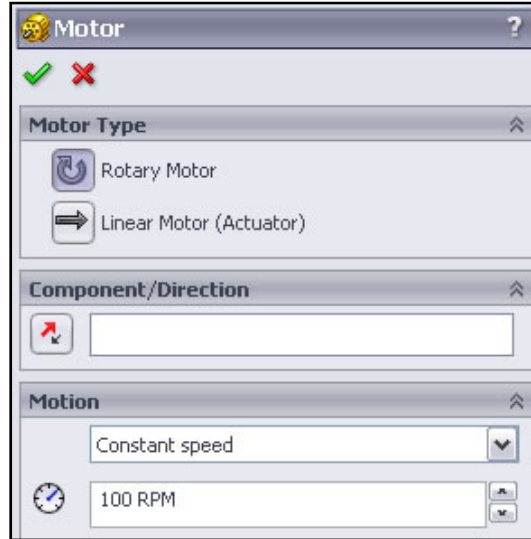 Motor ?
Motor Type
Rotary Motor
Linear Motor (Actuator)
Component/Direction
Motion
Constant speed
100 RPM